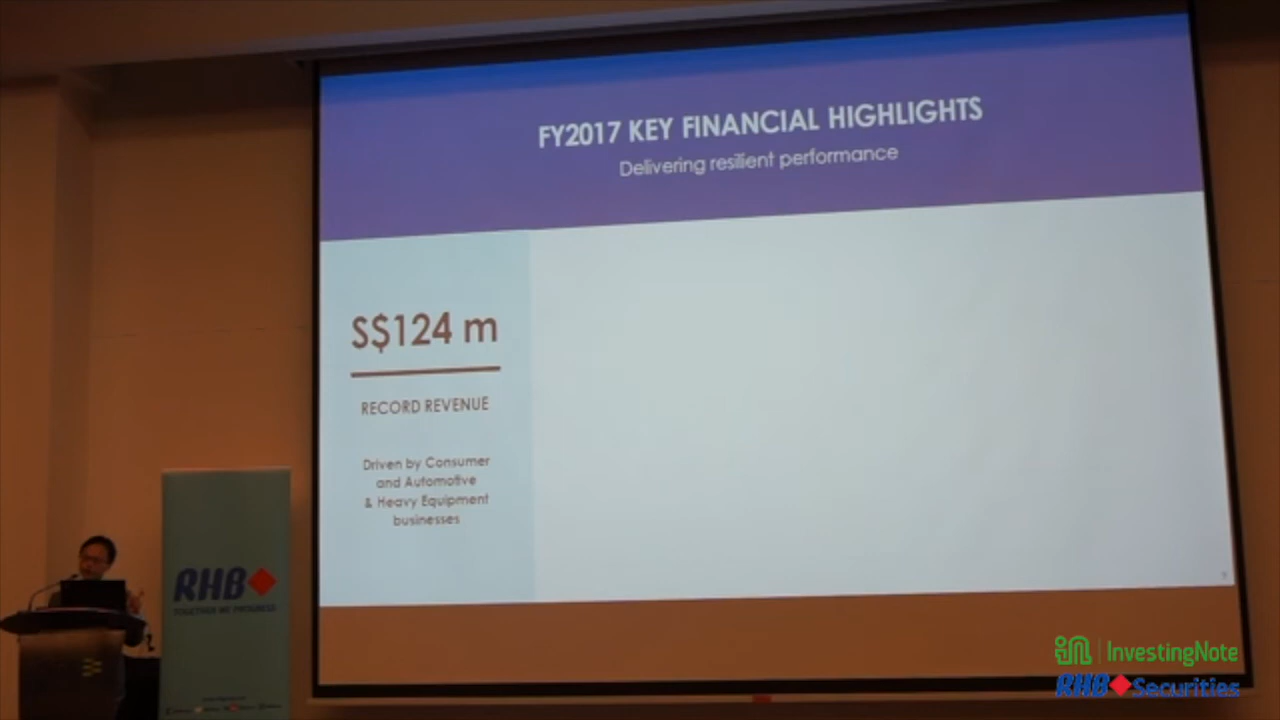 FY2017 KEY FINANCIAL HIGHLIGHTS
Delivering resilient performance
S$124 m
RECORD REVENUE
Driven by Consumer
and Automotive
& Heavy Equipment
businesses
RHB
TOGETHER WE PROGRESS
in | InvestingNote
RHB Securities